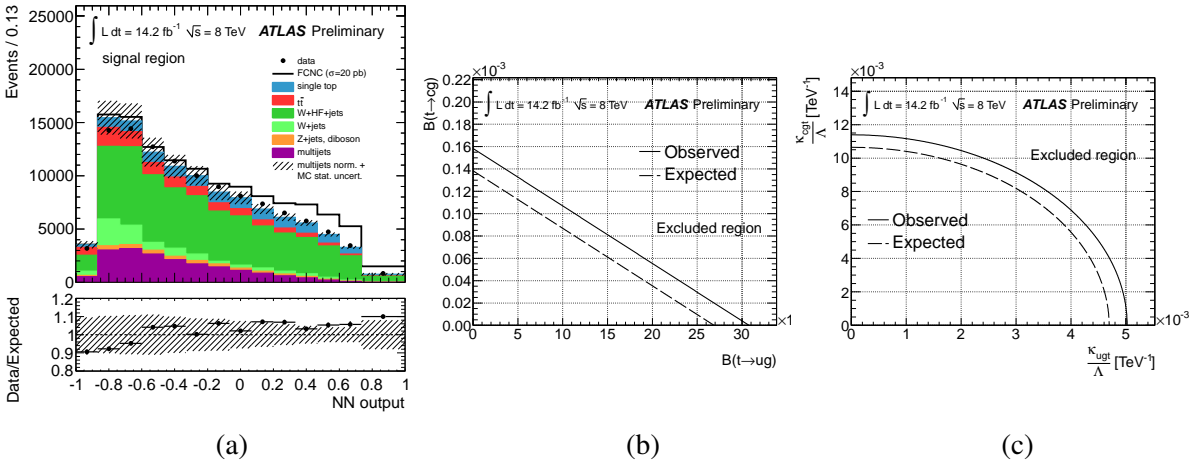 Events / 0.13
25000
20000
15000
10000
5000
0
∫ L dt = 14.2 fb⁻¹ √s = 8 TeV ATLAS Preliminary
signal region
data
FCNC (σ=20 pb)
single top
tt̄
W+HF+jets
W+jets
Z+jets, diboson
multijets
multijets norm. +
MC stat. uncert.
Data/Expected
1.2
1.1
1
0.9
0.8
-1 -0.8 -0.6 -0.4 -0.2 0 0.2 0.4 0.6 0.8 1
NN output
(a)
×10⁻³
B(t→cg)
0.22
0.20
0.18
0.16
0.14
0.12
0.10
0.08
0.06
0.04
0.02
0.00
∫ L dt = 14.2 fb⁻¹ √s = 8 TeV ATLAS Preliminary
Observed
Expected
Excluded region
0 5 10 15 20 25 30 ×1
B(t→ug)
(b)
×10⁻³
κcgt/Λ [TeV⁻¹]
14
12
10
8
6
4
2
0
∫ L dt = 14.2 fb⁻¹ √s = 8 TeV ATLAS Preliminary
Excluded region
Observed
Expected
0 1 2 3 4 5 ×10⁻³
κugt/Λ [TeV⁻¹]
(c)